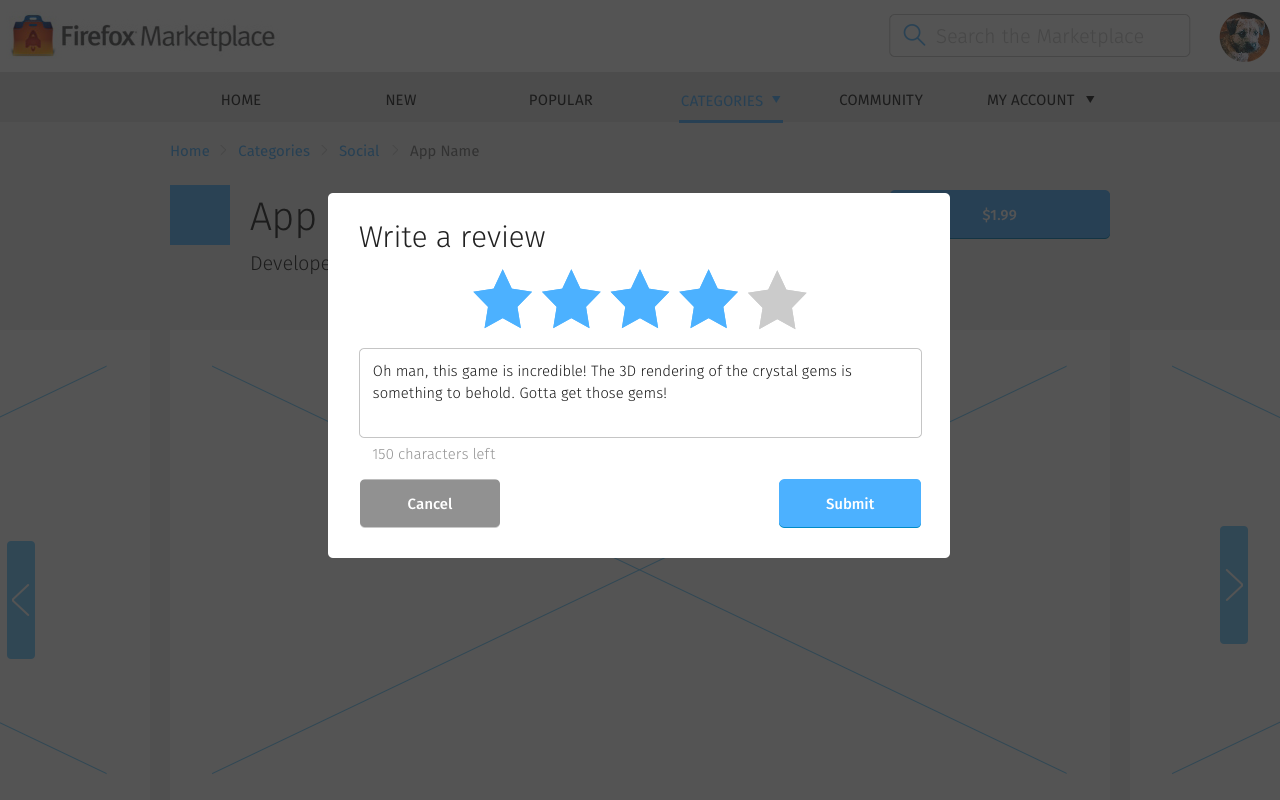 Firefox Marketplace
Search the Marketplace
HOME
NEW
POPULAR
CATEGORIES
COMMUNITY
MY ACCOUNT
Home
Categories
Social
App Name
App
$1.99
Write a review
Oh man, this game is incredible! The 3D rendering of the crystal gems is
something to behold. Gotta get those gems!
150 characters left
Cancel
Submit